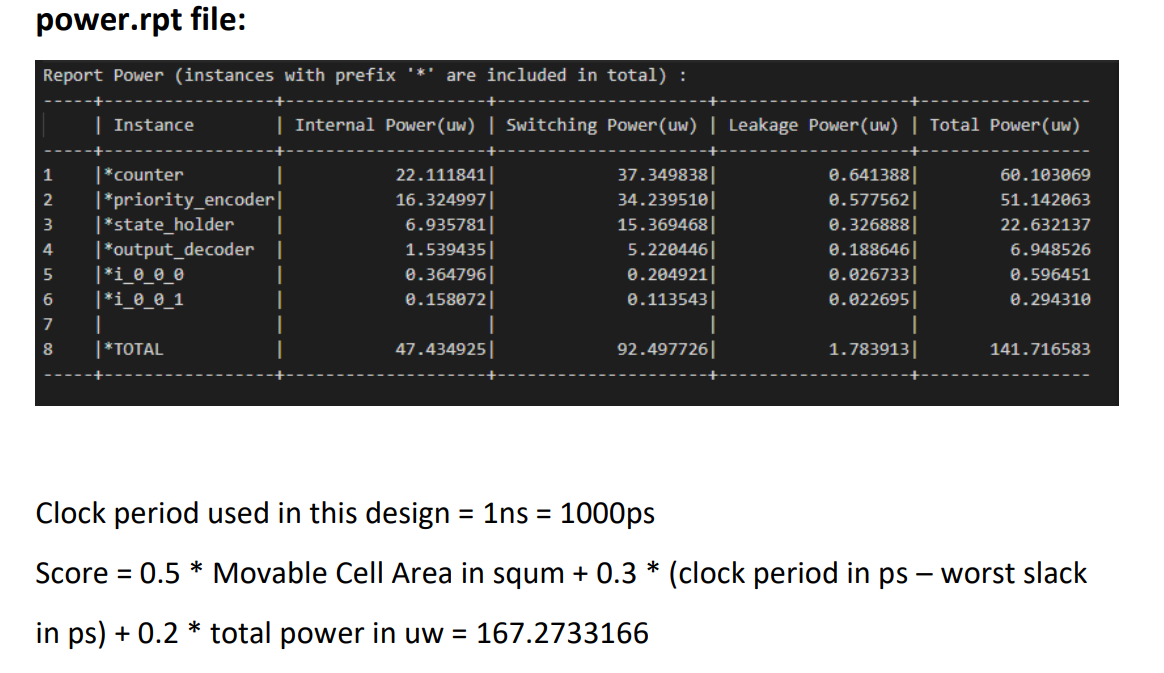 power.rpt file:
Report Power (instances with prefix '*' are included in total) :
-----+-----------------+--------------------+---------------------+-------------------+-----------------
| Instance | Internal Power(uw) | Switching Power(uw) | Leakage Power(uw) | Total Power(uw)
-----+-----------------+--------------------+---------------------+-------------------+-----------------
1 |*counter | 22.111841| 37.349838| 0.641388| 60.103069
2 |*priority_encoder| 16.324997| 34.239510| 0.577562| 51.142063
3 |*state_holder | 6.935781| 15.369468| 0.326888| 22.632137
4 |*output_decoder | 1.539435| 5.220446| 0.188646| 6.948526
5 |*i_0_0_0 | 0.364796| 0.204921| 0.026733| 0.596451
6 |*i_0_0_1 | 0.158072| 0.113543| 0.022695| 0.294310
7 | | | | |
8 |*TOTAL | 47.434925| 92.497726| 1.783913| 141.716583
-----+-----------------+--------------------+---------------------+-------------------+-----------------
Clock period used in this design = 1ns = 1000ps
Score = 0.5 * Movable Cell Area in squm + 0.3 * (clock period in ps – worst slack
in ps) + 0.2 * total power in uw = 167.2733166